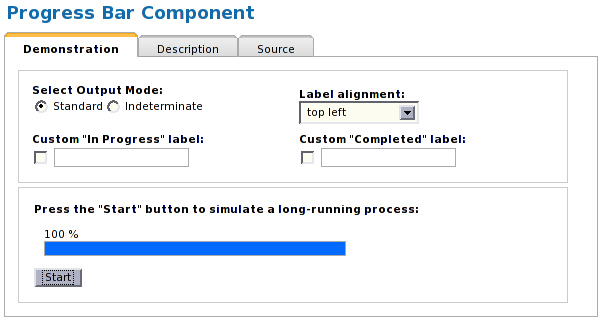 Progress Bar Component
Demonstration
Description
Source
Select Output Mode:
Standard
Indeterminate
Label alignment:
top left
Custom "In Progress" label:
Custom "Completed" label:
Press the "Start" button to simulate a long-running process:
100 %
Start